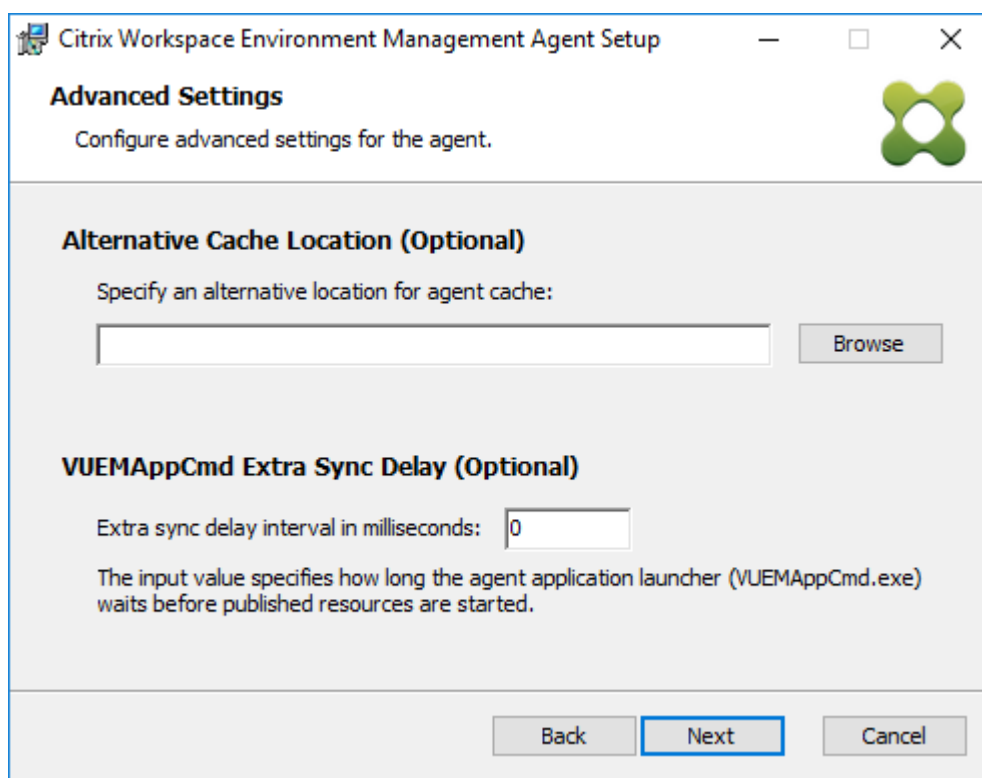 Citrix Workspace Environment Management Agent Setup
Advanced Settings
Configure advanced settings for the agent.
Alternative Cache Location (Optional)
Specify an alternative location for agent cache:
Browse
VUEMAppCmd Extra Sync Delay (Optional)
Extra sync delay interval in milliseconds: 0
The input value specifies how long the agent application launcher (VUEMAppCmd.exe)
waits before published resources are started.
Back Next Cancel